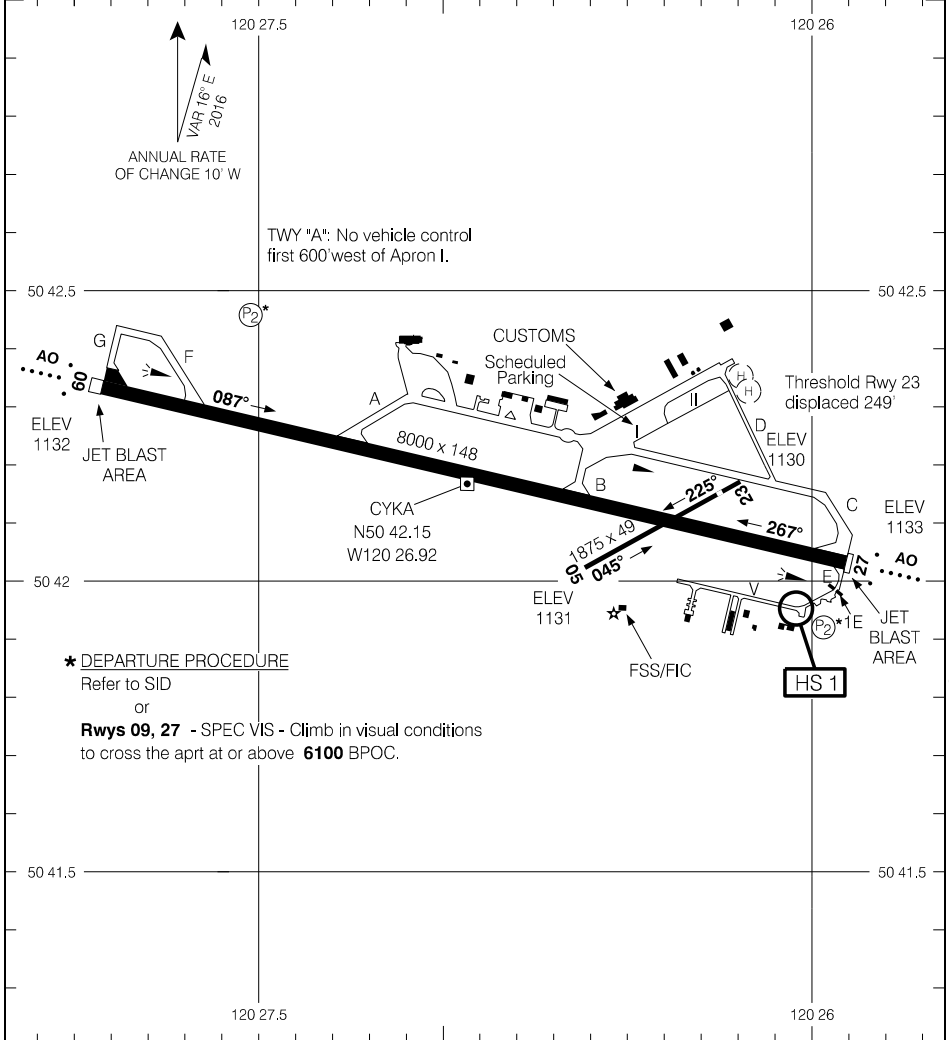 120 27.5
120 26
VAR 16° E
2016
ANNUAL RATE
OF CHANGE 10' W
TWY "A": No vehicle control
first 600'west of Apron I.
50 42.5
50 42.5
P2*
CUSTOMS
Scheduled
Parking
G
F
AO
09
087°
A
I
II
H
H
Threshold Rwy 23
displaced 249'
D
ELEV
1132
JET BLAST
AREA
8000 x 148
ELEV
1130
B
225°
23
C
ELEV
1133
CYKA
N50 42.15
W120 26.92
1875 x 49
267°
27
AO
50 42
05
045°
50 42
ELEV
1131
V
E
1E
P2*
JET
BLAST
AREA
FSS/FIC
HS 1
* DEPARTURE PROCEDURE
Refer to SID
or
Rwys 09, 27 - SPEC VIS - Climb in visual conditions
to cross the aprt at or above 6100 BPOC.
50 41.5
50 41.5
120 27.5
120 26